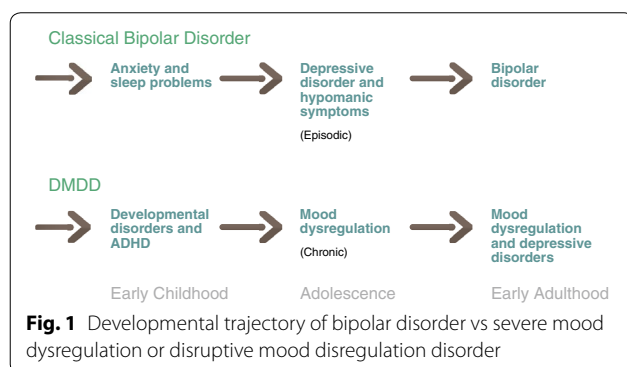 Classical Bipolar Disorder
Anxiety and
sleep problems
Depressive
disorder and
hypomanic
symptoms
(Episodic)
Bipolar
disorder
DMDD
Developmental
disorders and
ADHD
Mood
dysregulation
(Chronic)
Mood
dysregulation
and depressive
disorders
Early Childhood
Adolescence
Early Adulthood
Fig. 1 Developmental trajectory of bipolar disorder vs severe mood
dysregulation or disruptive mood disregulation disorder